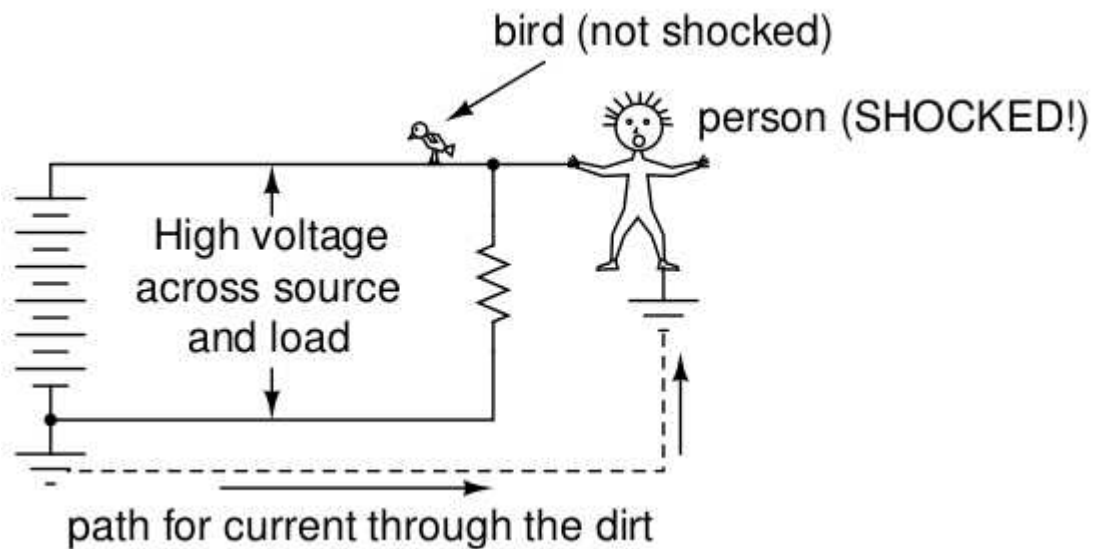 bird (not shocked)
person (SHOCKED!)
High voltage
across source
and load
path for current through the dirt